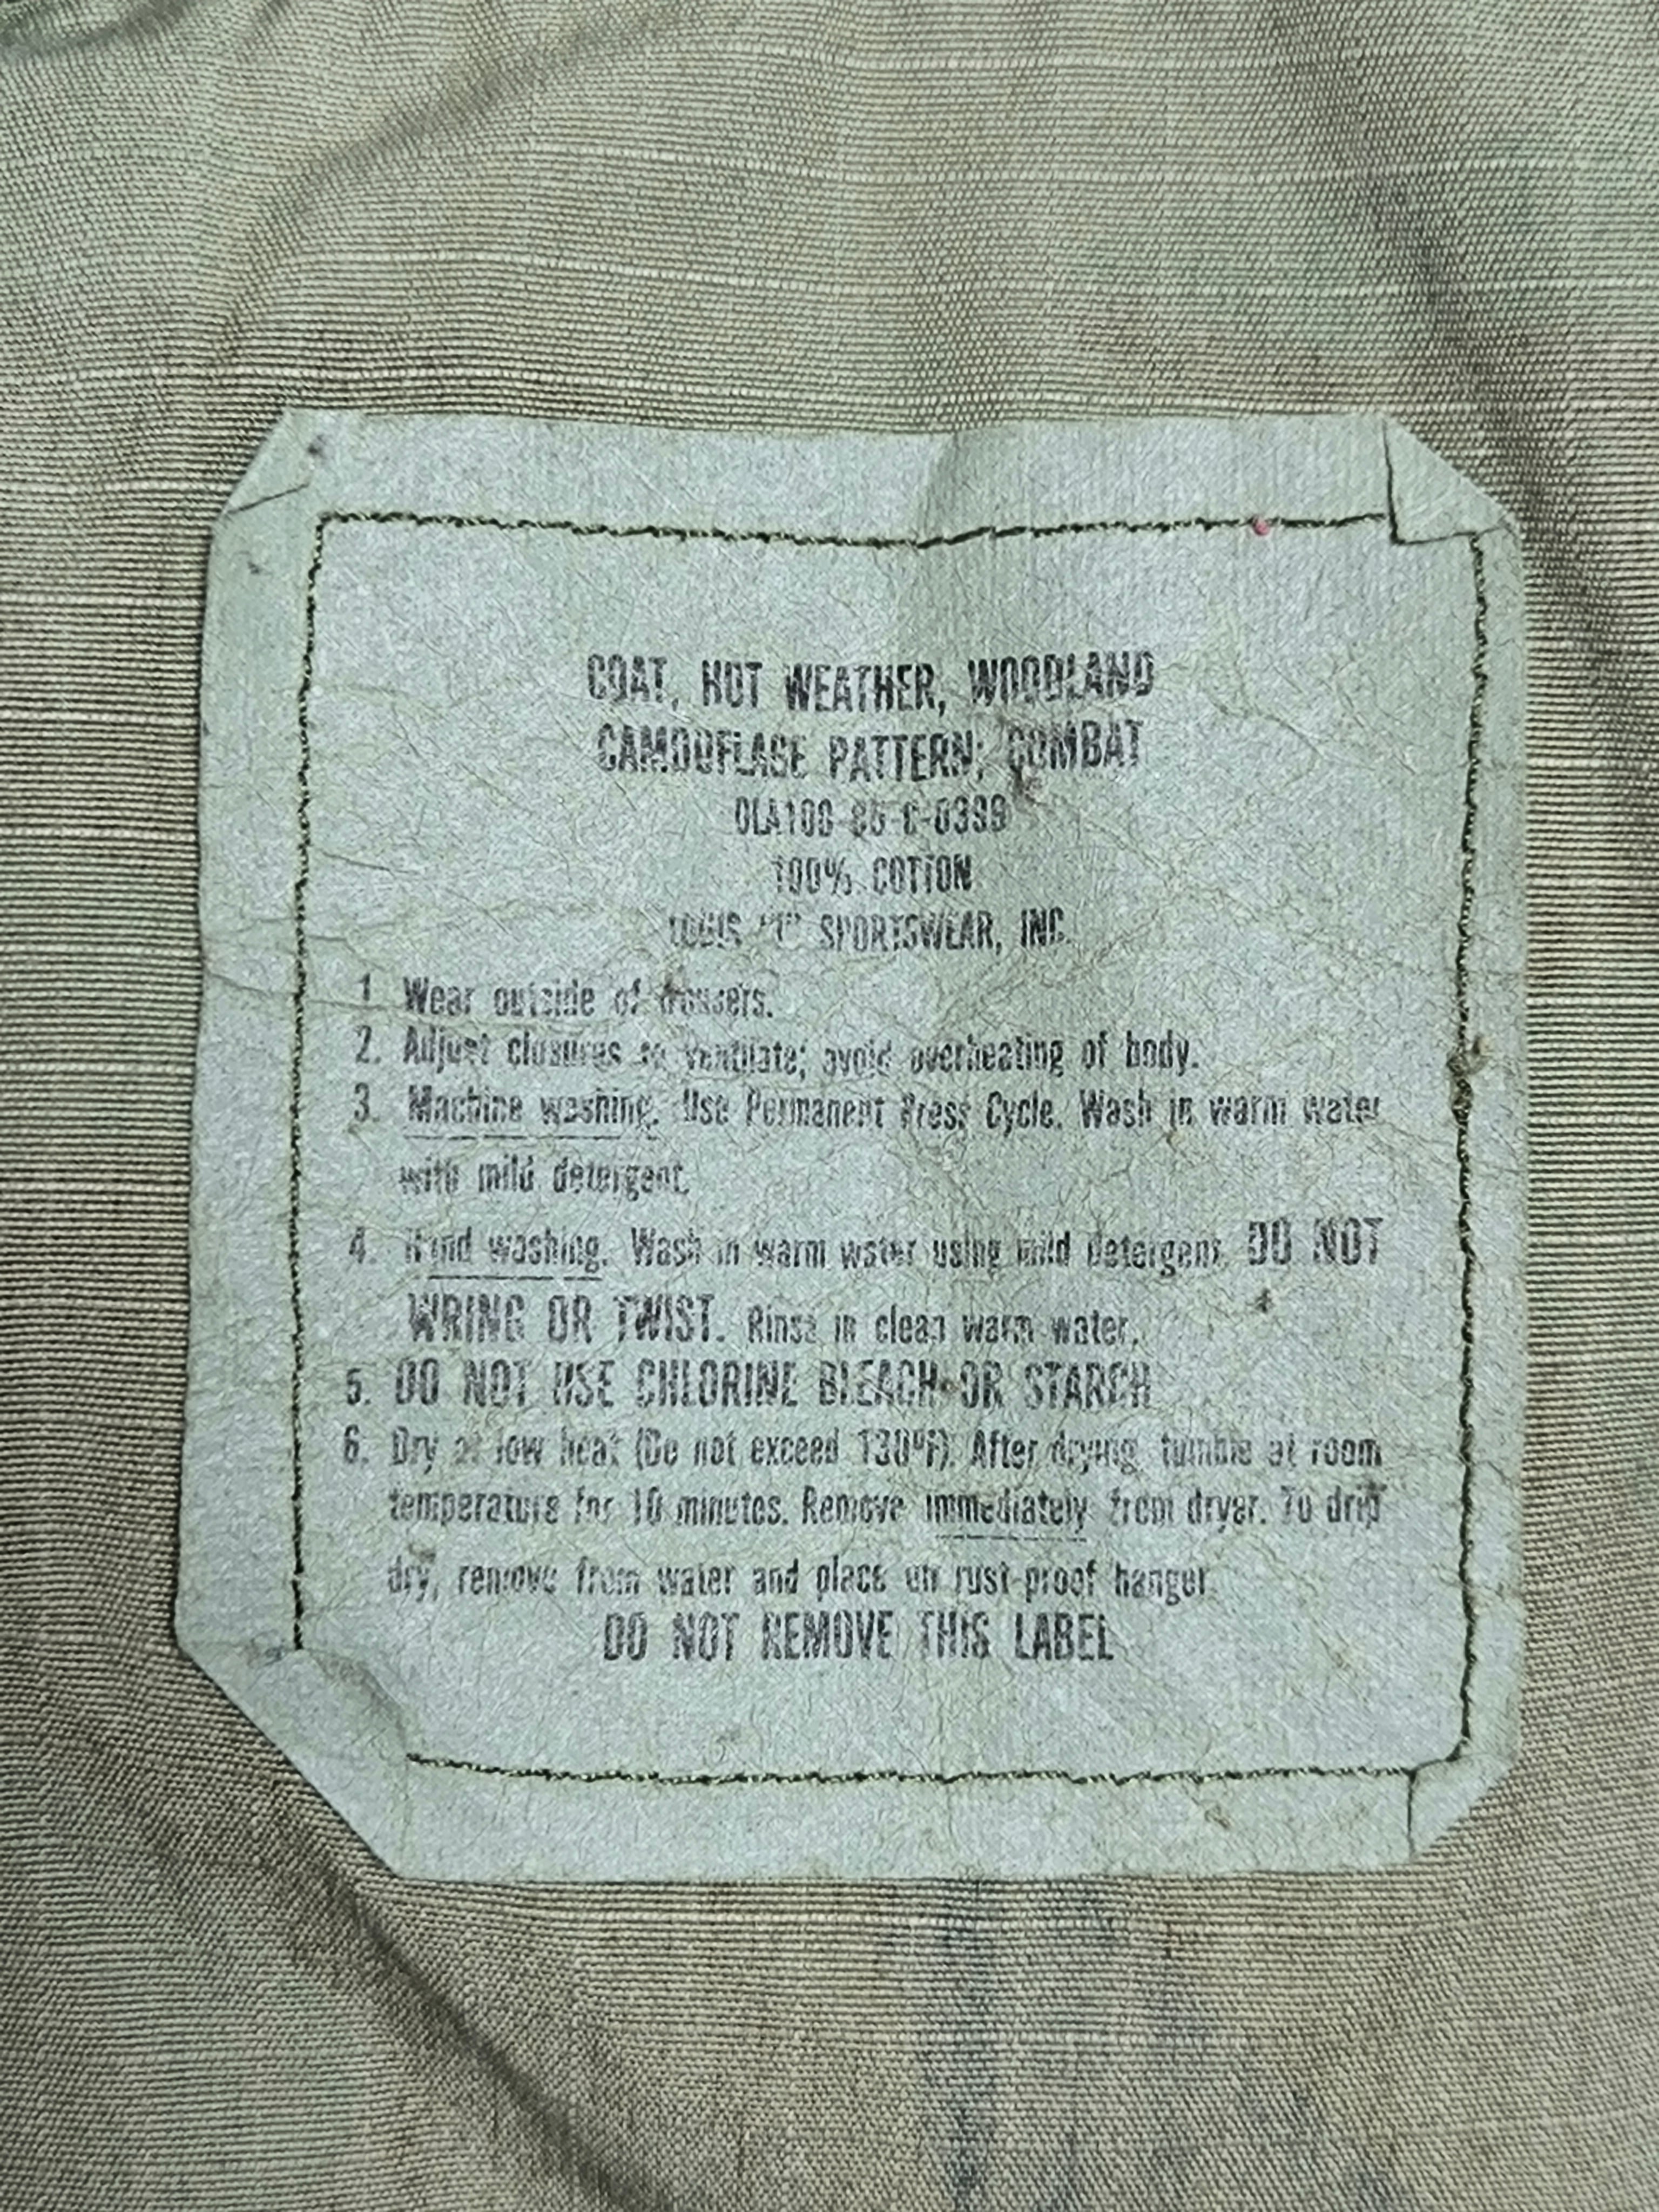 COAT, HOT WEATHER, WOODLAND
CAMOUFLAGE PATTERN; COMBAT
100% COTTON
SPORTSWEAR, INC.
1. Wear outside of trousers.
2. Adjust closures to ventilate; avoid overheating of body.
3. Machine washing. Use Permanent Press Cycle. Wash in warm water
with mild detergent.
4. Hand washing. Wash in warm water using mild detergent. DO NOT
WRING OR TWIST. Rinse in clean warm water.
5. DO NOT USE CHLORINE BLEACH OR STARCH
6. Dry at low heat (Do not exceed 130°F). After drying, tumble at room
temperature for 10 minutes. Remove immediately from dryer. To drip
dry, remove from water and place on rust-proof hanger.
DO NOT REMOVE THIS LABEL